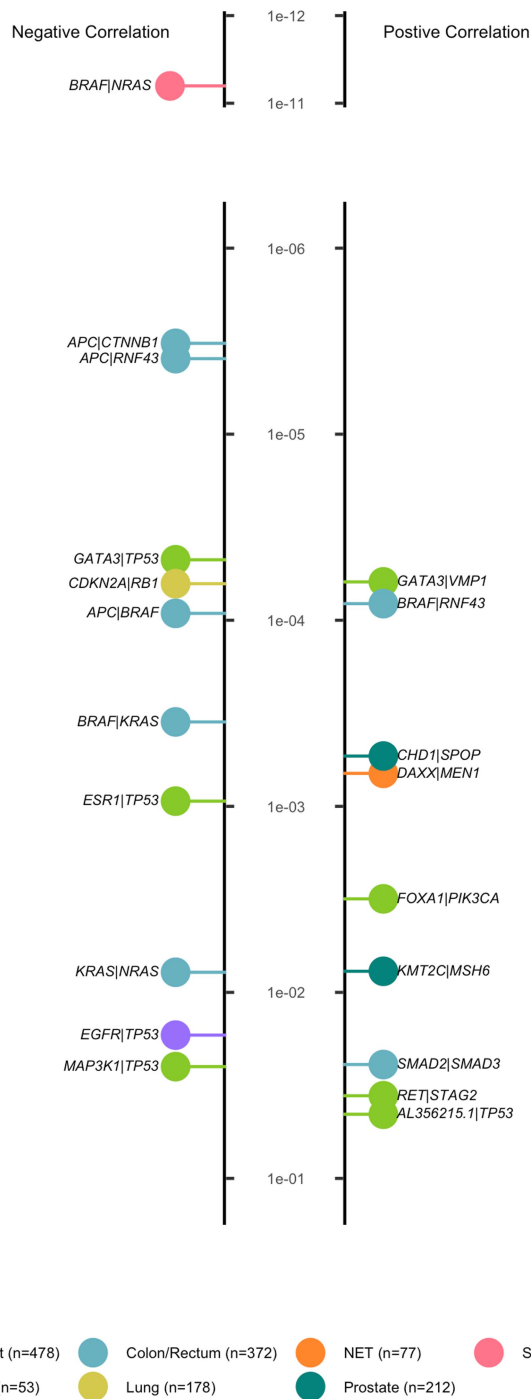 1e-12
Negative Correlation
Postive Correlation
BRAF|NRAS
1e-11
1e-06
APC|CTNNB1
APC|RNF43
1e-05
GATA3|TP53
GATA3|VMP1
CDKN2A|RB1
BRAF|RNF43
APC|BRAF
1e-04
BRAF|KRAS
CHD1|SPOP
DAXX|MEN1
ESR1|TP53
1e-03
FOXA1|PIK3CA
KRAS|NRAS
KMT2C|MSH6
1e-02
EGFR|TP53
MAP3K1|TP53
SMAD2|SMAD3
RET|STAG2
AL356215.1|TP53
1e-01
t (n=478) Colon/Rectum (n=372) NET (n=77) S
n=53) Lung (n=178) Prostate (n=212)